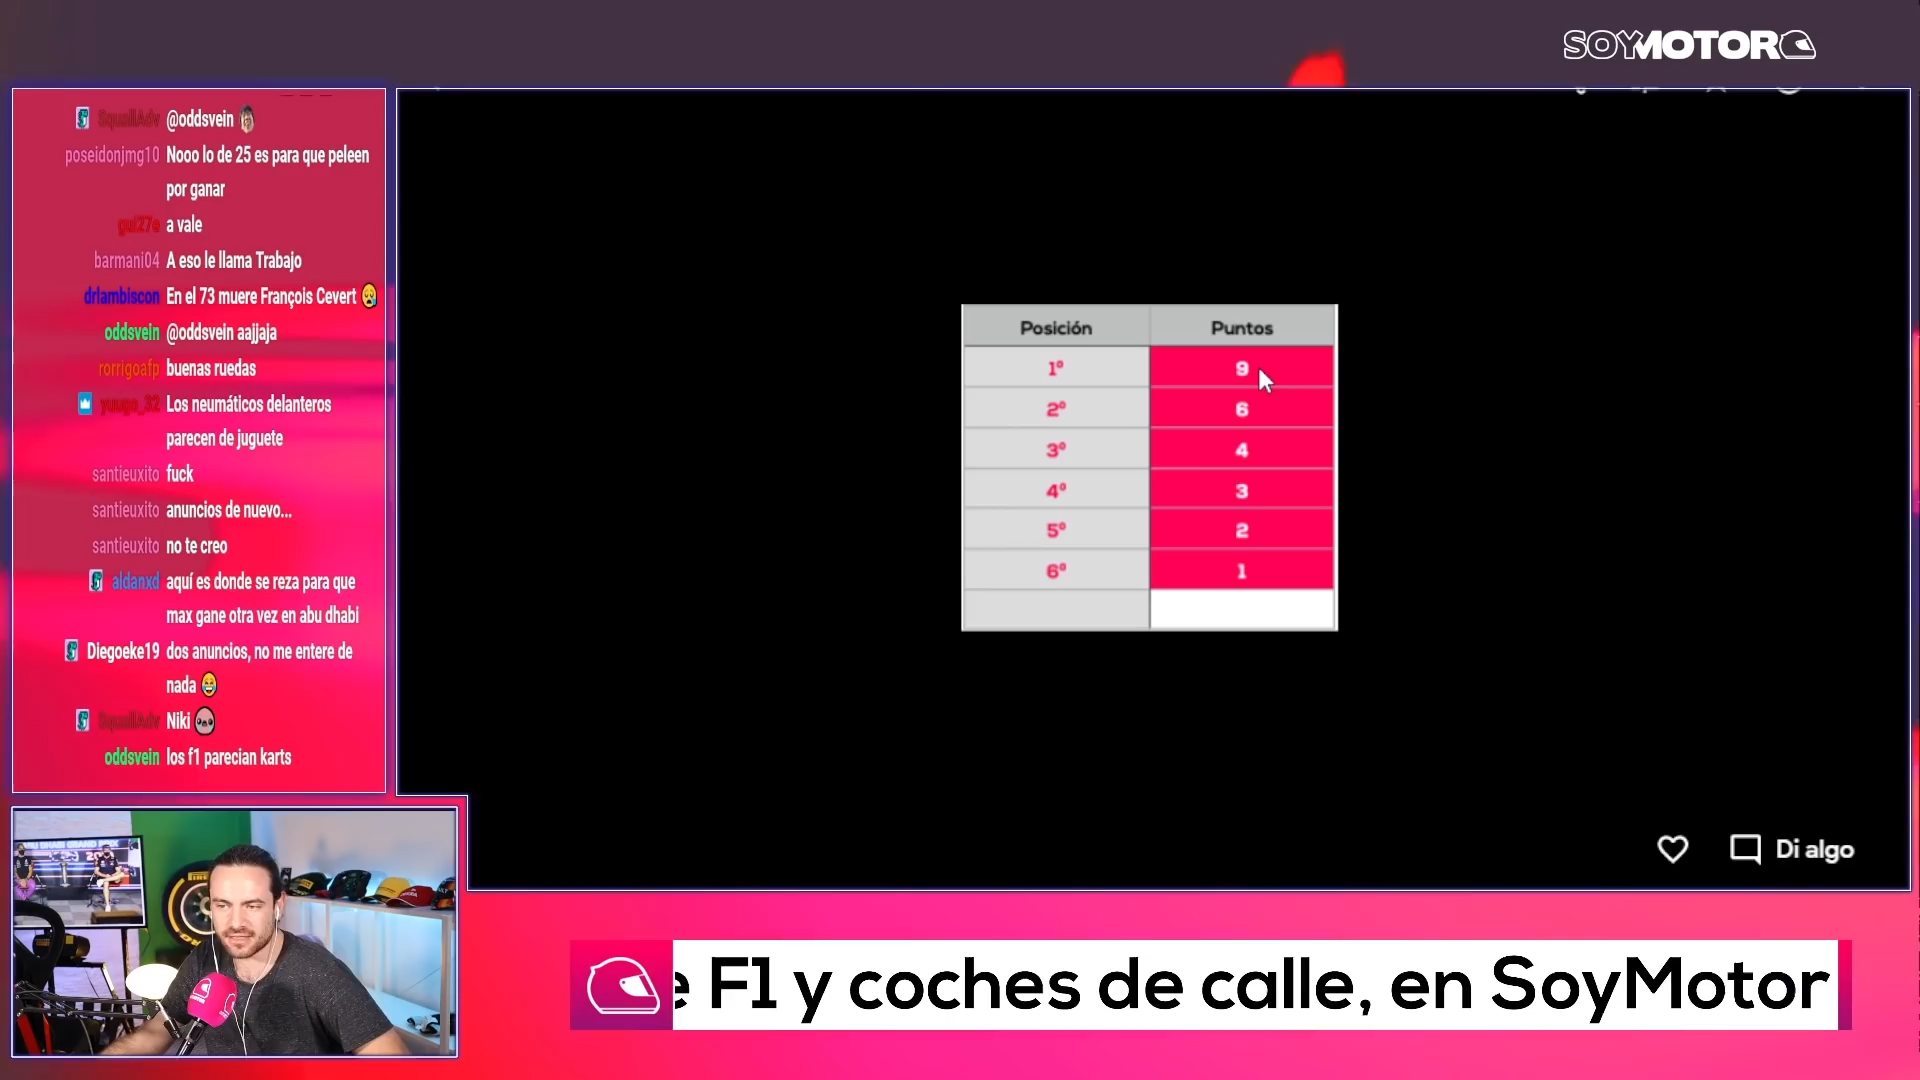 SOYMOTOR
SquallAdv @oddsvein
poseidonjmg10 Nooo lo de 25 es para que peleen
por ganar
gui27e a vale
barmani04 A eso le llama Trabajo
drlambiscon En el 73 muere François Cevert
oddsvein @oddsvein aajjaja
rorrigoafp buenas ruedas
yuugo_32 Los neumáticos delanteros
parecen de juguete
santieuxito fuck
santieuxito anuncios de nuevo...
santieuxito no te creo
aldanxd aquí es donde se reza para que
max gane otra vez en abu dhabi
Diegoeke19 dos anuncios, no me entere de
nada
SquallAdv Niki
oddsvein los f1 parecian karts
Posición Puntos
1º 9
2º 6
3º 4
4º 3
5º 2
6º 1
Di algo
e F1 y coches de calle, en SoyMotor